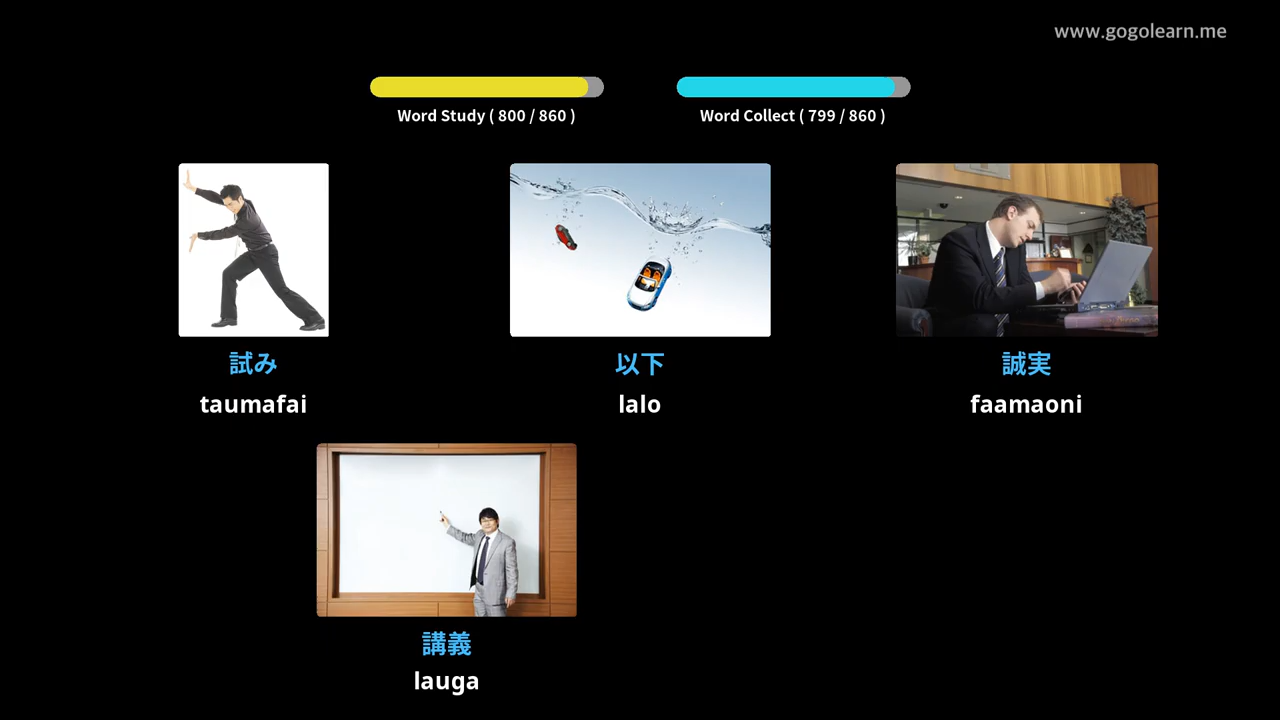 www.gogolearn.me
Word Study ( 800 / 860 )
Word Collect ( 799 / 860 )
試み
以下
誠実
taumafai
lalo
faamaoni
講義
lauga